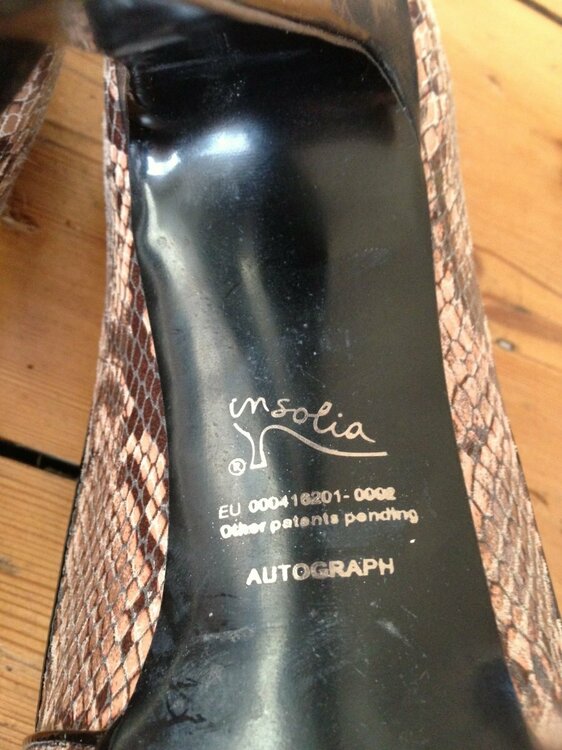 insolia
®
EU 000416201-0002
Other patents pending
AUTOGRAPH